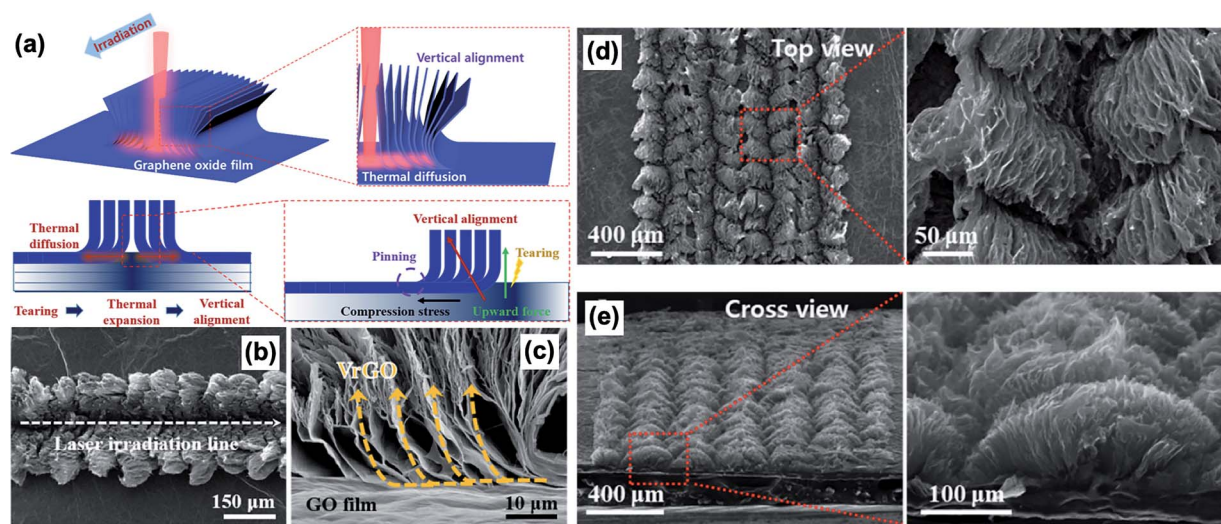 (a)
Irradiation
Graphene oxide film
Vertical alignment
Thermal diffusion
Thermal
diffusion
Tearing
Thermal
expansion
Vertical
alignment
Vertical alignment
Pinning
Tearing
Compression stress
Upward force
(b)
Laser irradiation line
150 µm
(c)
VrGO
GO film
10 µm
(d)
Top view
400 µm
50 µm
(e)
Cross view
400 µm
100 µm